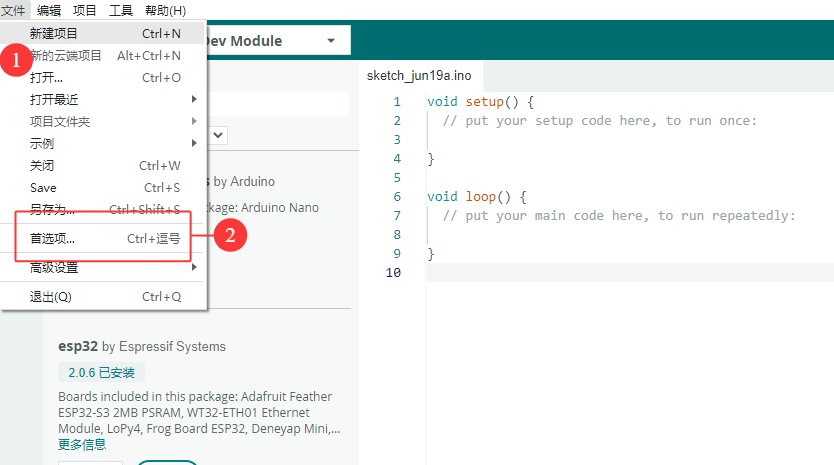 文件 编辑 项目 工具 帮助(H)
新建项目 Ctrl+N
新的云端项目 Alt+Ctrl+N
打开... Ctrl+O
打开最近
项目文件夹
示例
关闭 Ctrl+W
Save Ctrl+S
另存为... Ctrl+Shift+S
首选项... Ctrl+逗号
高级设置
退出(Q) Ctrl+Q
1
2
Dev Module
by Arduino
package: Arduino Nano
esp32 by Espressif Systems
2.0.6 已安装
Boards included in this package: Adafruit Feather
ESP32-S3 2MB PSRAM, WT32-ETH01 Ethernet
Module, LoPy4, Frog Board ESP32, Deneyap Mini,...
更多信息
sketch_jun19a.ino
1 void setup() {
2 // put your setup code here, to run once:
3
4 }
5
6 void loop() {
7 // put your main code here, to run repeatedly:
8
9 }
10